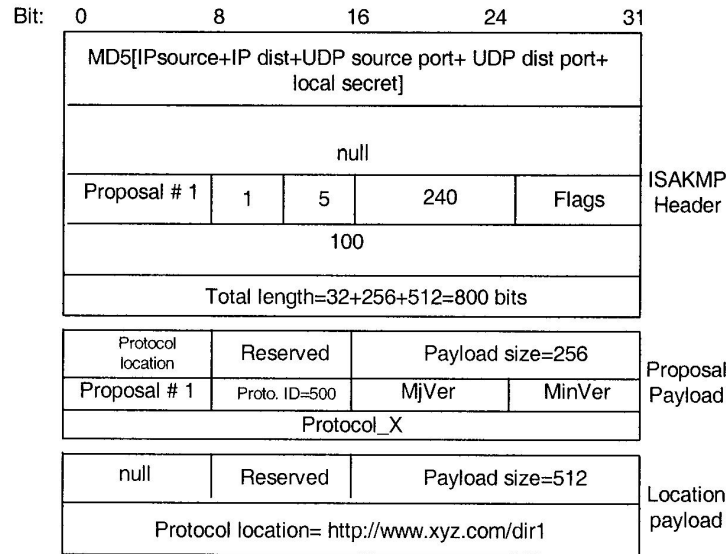 Bit: 0 8 16 24 31
MD5[IPsource+IP dist+UDP source port+ UDP dist port+
local secret]
null
Proposal # 1 1 5 240 Flags
100
Total length=32+256+512=800 bits
ISAKMP
Header
Protocol
location
Reserved Payload size=256
Proposal # 1 Proto. ID=500 MjVer MinVer
Protocol_X
Proposal
Payload
null Reserved Payload size=512
Protocol location= http://www.xyz.com/dir1
Location
payload